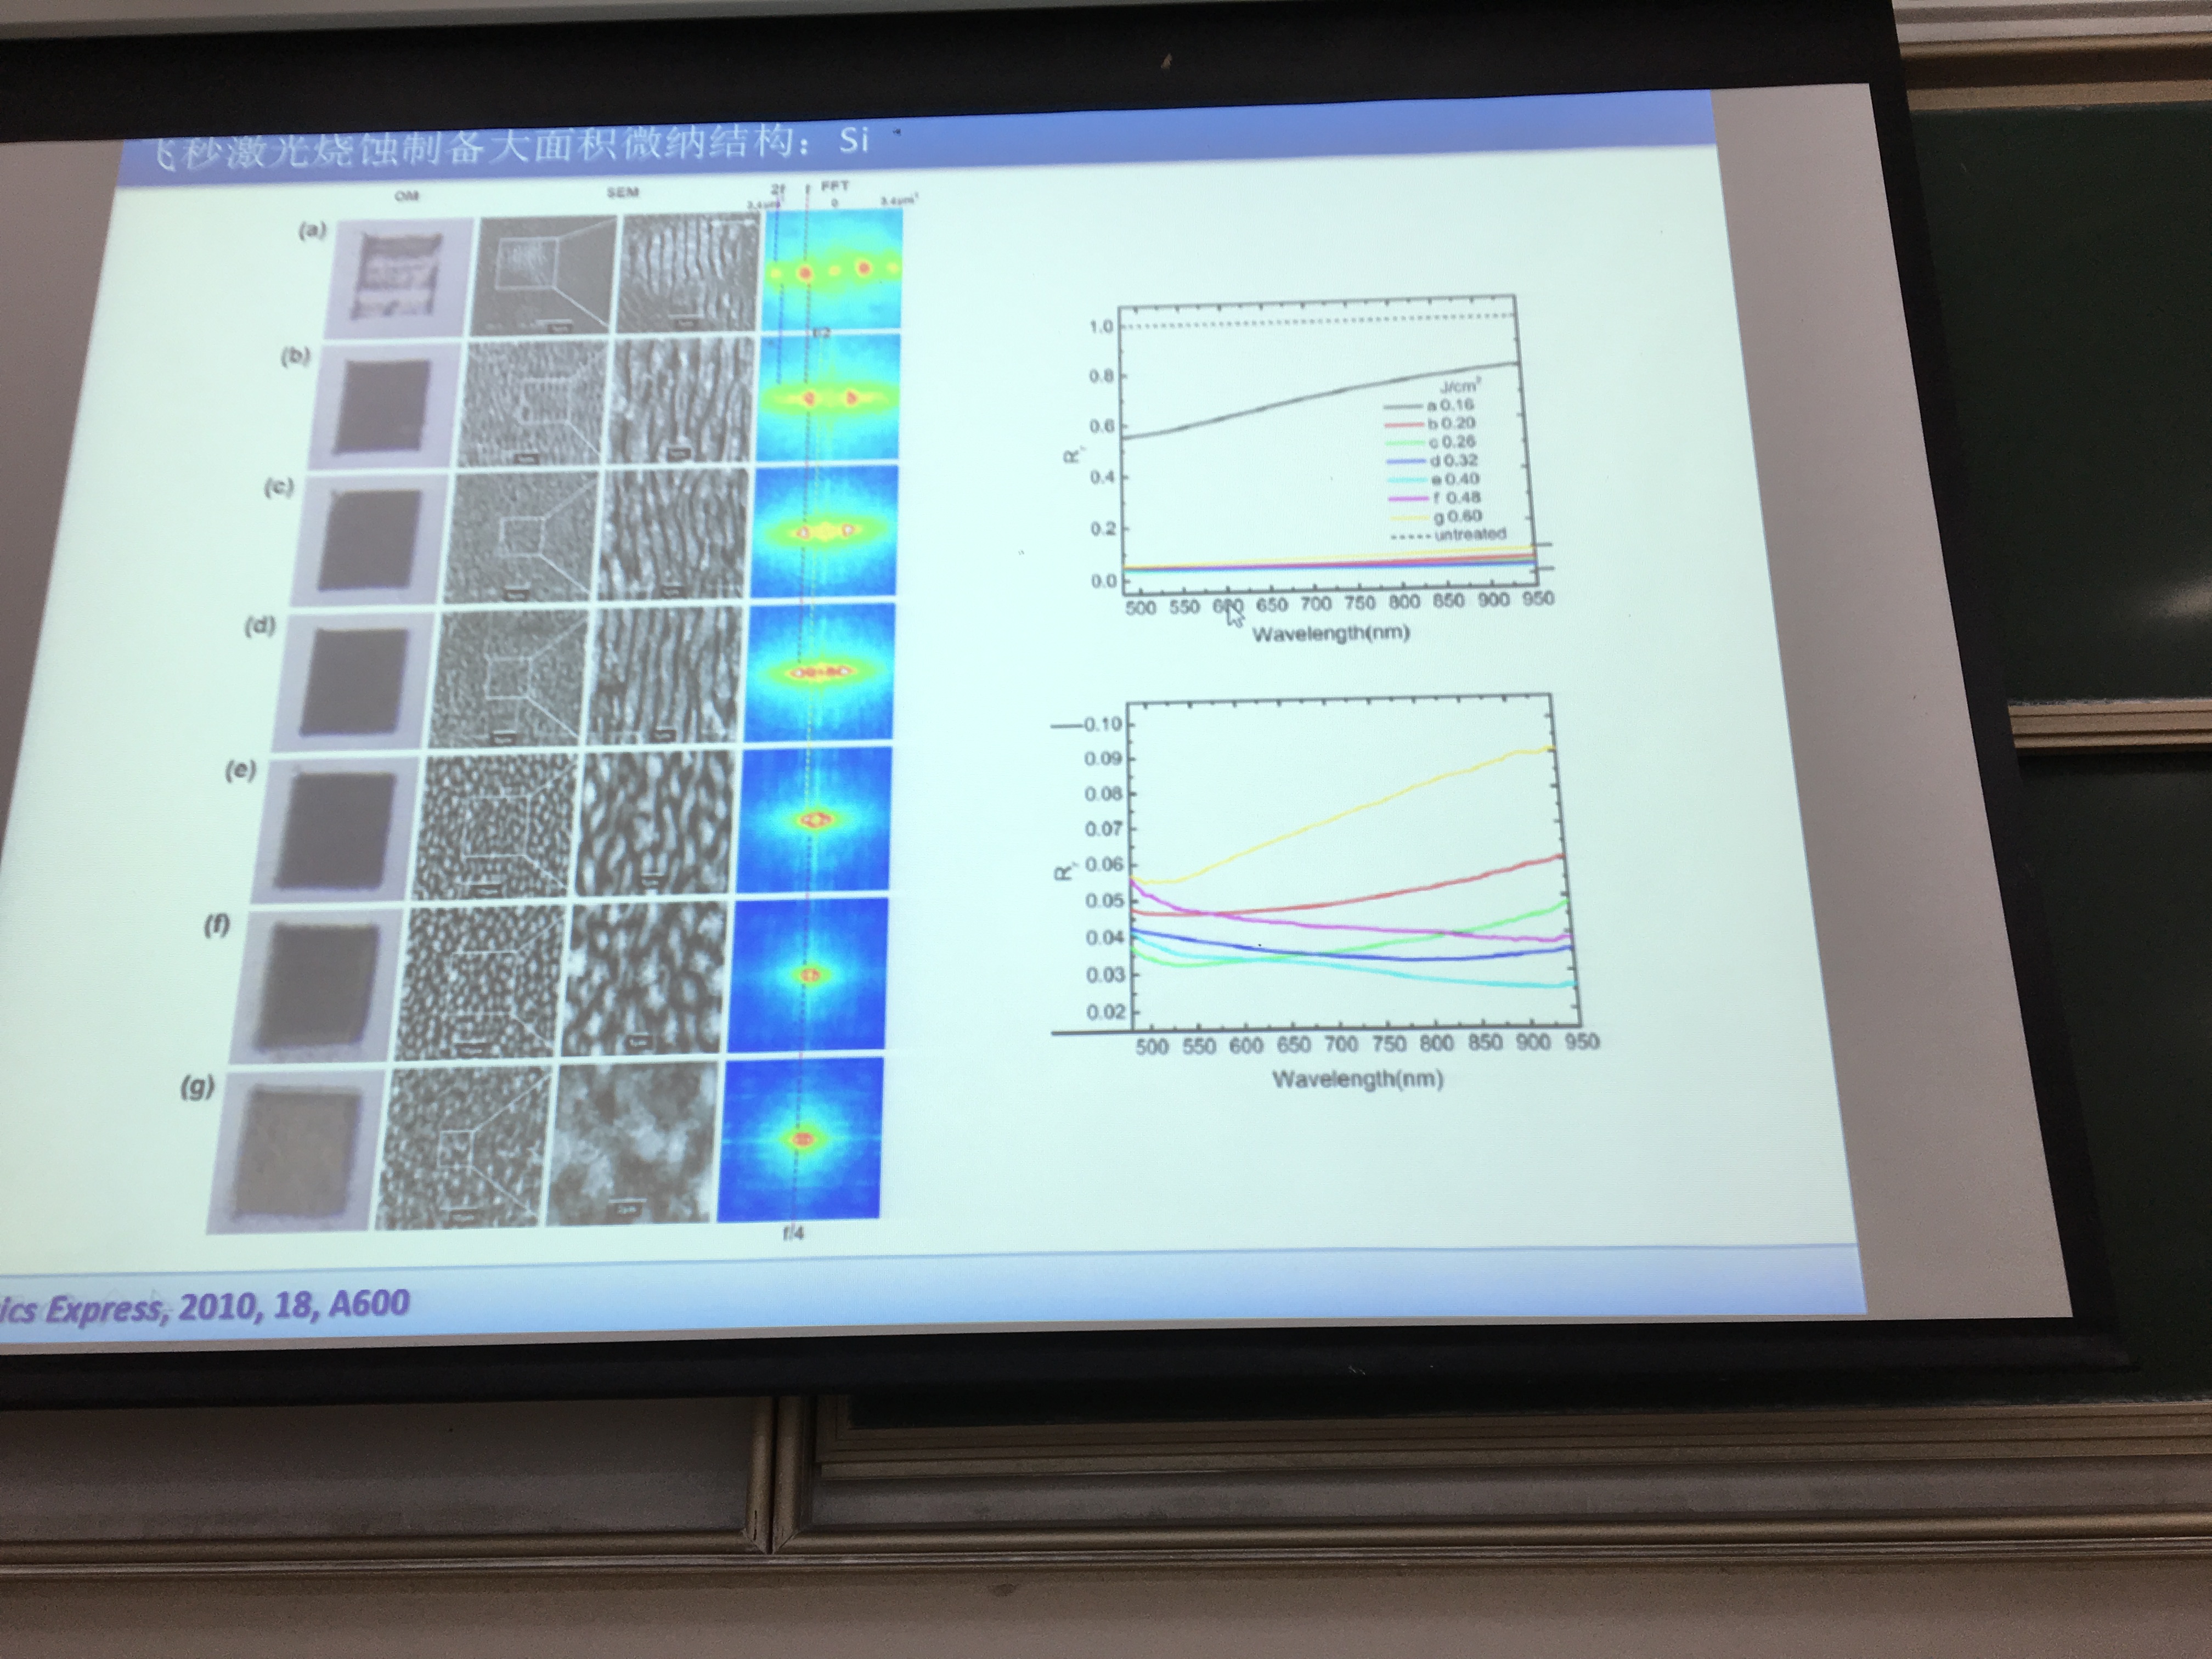 飞秒激光烧蚀制备大面积微纳结构：Si
OM
SEM
2f f FFT
3.4μm⁻¹ 0 3.4μm⁻¹
(a)
f/2
(b)
(c)
(d)
(e)
(f)
(g)
f/4
1.0
0.8
0.6
0.4
0.2
0.0
Rr
J/cm²
a 0.16
b 0.20
c 0.26
d 0.32
e 0.40
f 0.48
g 0.60
untreated
500 550 600 650 700 750 800 850 900 950
Wavelength(nm)
0.10
0.09
0.08
0.07
0.06
0.05
0.04
0.03
0.02
Rr
500 550 600 650 700 750 800 850 900 950
Wavelength(nm)
ics Express, 2010, 18, A600